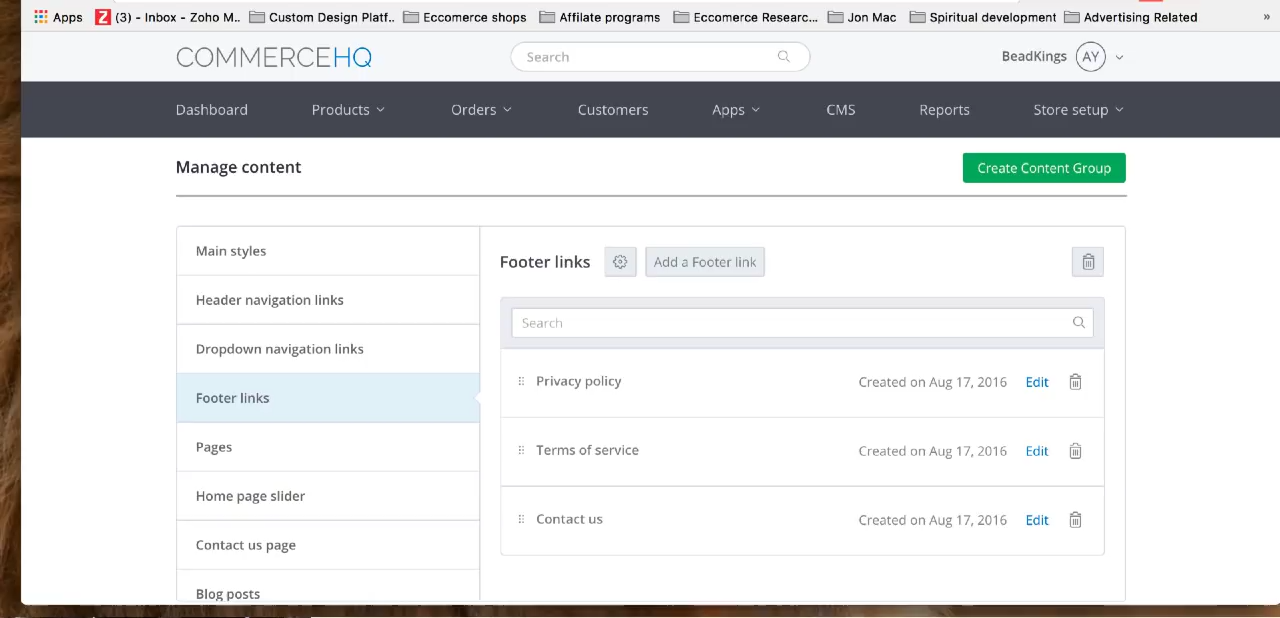 Apps (3) - Inbox - Zoho M.. Custom Design Platf.. Eccomerce shops Affilate programs Eccomerce Researc... Jon Mac Spiritual development Advertising Related »
COMMERCEHQ Search BeadKings AY
Dashboard Products Orders Customers Apps CMS Reports Store setup
Manage content Create Content Group
Main styles
Header navigation links
Dropdown navigation links
Footer links
Pages
Home page slider
Contact us page
Blog posts
Footer links Add a Footer link
Search
Privacy policy Created on Aug 17, 2016 Edit
Terms of service Created on Aug 17, 2016 Edit
Contact us Created on Aug 17, 2016 Edit